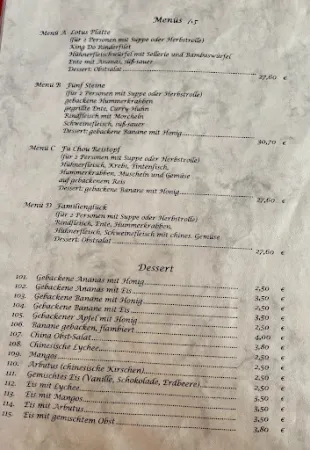 Menüs 1-5
Menü A Lotus Platte
(für 2 Personen mit Suppe oder Herbstrolle)
King Do Rinderfilet
Hühnerfleischwürfel mit Sellerie und Bambuswürfel
Ente mit Ananas, süß-sauer
Dessert: Obstsalat
27,60 €
Menü B Fünf Steine
(für 2 Personen mit Suppe oder Herbstrolle)
gebackene Hummerkrabben
gegrillte Ente, Curry Huhn
Rindfleisch mit Morcheln
Schweinefleisch, süß-sauer
Dessert: gebackene Banane mit Honig
30,70 €
Menü C Fu Chou Reistopf
(für 2 Personen mit Suppe oder Herbstrolle)
Hühnerfleisch, Krebs, Tintenfisch,
Hummerkrabben, Muscheln und Gemüse
auf gebackenem Reis
Dessert: gebackene Banane mit Honig
27,60 €
Menü D Familienglück
(für 2 Personen mit Suppe oder Herbstrolle)
Rindfleisch, Ente, Hummerkrabben,
Hühnerfleisch, Schweinefleisch mit chines. Gemüse
Dessert: Obstsalat
27,60 €
Dessert
101. Gebackene Ananas mit Honig 2,50 €
102. Gebackene Ananas mit Eis 3,50 €
103. Gebackene Banane mit Honig 2,50 €
104. Gebackene Banane mit Eis 3,50 €
105. Gebackener Apfel mit Honig 3,50 €
106. Banane gebacken, flambiert 2,50 €
107. China Obst-Salat 4,00 €
108. Chinesische Lychee 3,80 €
109. Mangos 2,50 €
110. Arbutus (chinesische Kirschen) 2,50 €
111. Gemischtes Eis (Vanille, Schokolade, Erdbeere) 2,50 €
112. Eis mit Lychee 2,50 €
113. Eis mit Mangos 3,50 €
114. Eis mit Arbutus 3,50 €
115. Eis mit gemischtem Obst 3,80 €